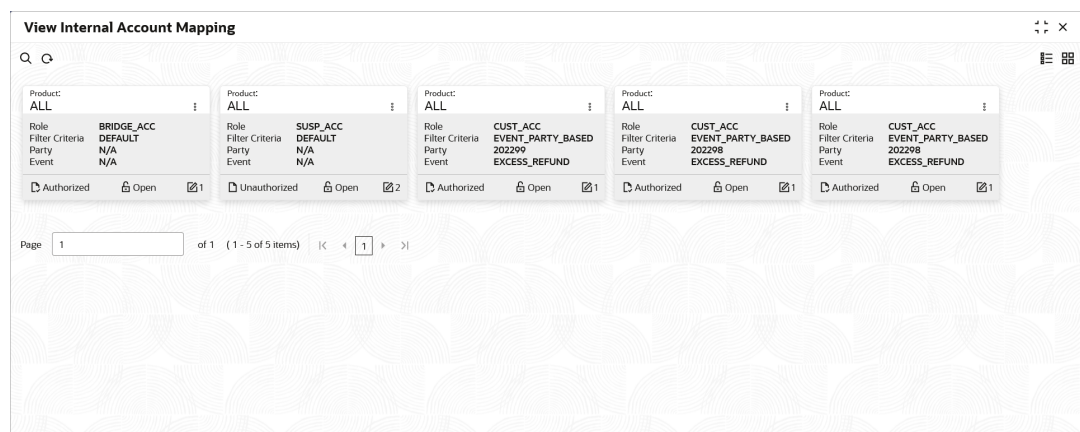 View Internal Account Mapping
Product:
ALL
Role BRIDGE_ACC
Filter Criteria DEFAULT
Party N/A
Event N/A
Authorized Open 1
Product:
ALL
Role SUSP_ACC
Filter Criteria DEFAULT
Party N/A
Event N/A
Unauthorized Open 2
Product:
ALL
Role CUST_ACC
Filter Criteria EVENT_PARTY_BASED
Party 202299
Event EXCESS_REFUND
Authorized Open 1
Product:
ALL
Role CUST_ACC
Filter Criteria EVENT_PARTY_BASED
Party 202298
Event EXCESS_REFUND
Authorized Open 1
Product:
ALL
Role CUST_ACC
Filter Criteria EVENT_PARTY_BASED
Party 202298
Event EXCESS_REFUND
Authorized Open 1
Page 1 of 1 ( 1 - 5 of 5 items) 1